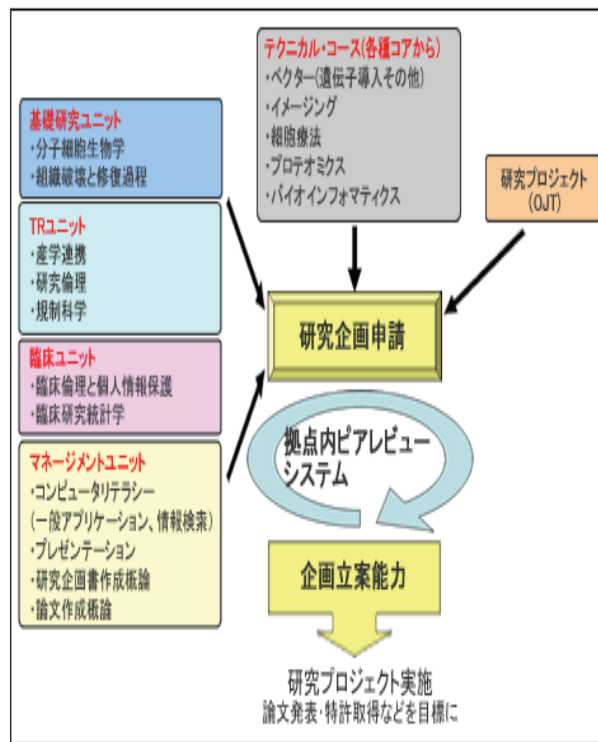 基礎研究ユニット
・分子細胞生物学
・組織破壊と修復過程
TRユニット
・産学連携
・研究倫理
・規制科学
臨床ユニット
・臨床倫理と個人情報保護
・臨床研究統計学
マネージメントユニット
・コンピュータリテラシー
(一般アプリケーション、情報検索)
・プレゼンテーション
・研究企画書作成概論
・論文作成概論
テクニカル・コース(各種コアから)
・ベクター(遺伝子導入その他)
・イメージング
・細胞療法
・プロテオミクス
・バイオインフォマティクス
研究プロジェクト
(OJT)
研究企画申請
拠点内ピアレビュー
システム
企画立案能力
研究プロジェクト実施
論文発表・特許取得などを目標に